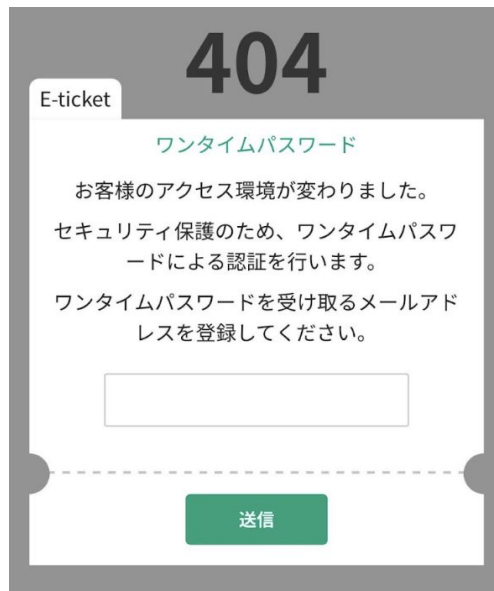 404
E-ticket
ワンタイムパスワード
お客様のアクセス環境が変わりました。
セキュリティ保護のため、ワンタイムパスワ
ードによる認証を行います。
ワンタイムパスワードを受け取るメールアド
レスを登録してください。
送信